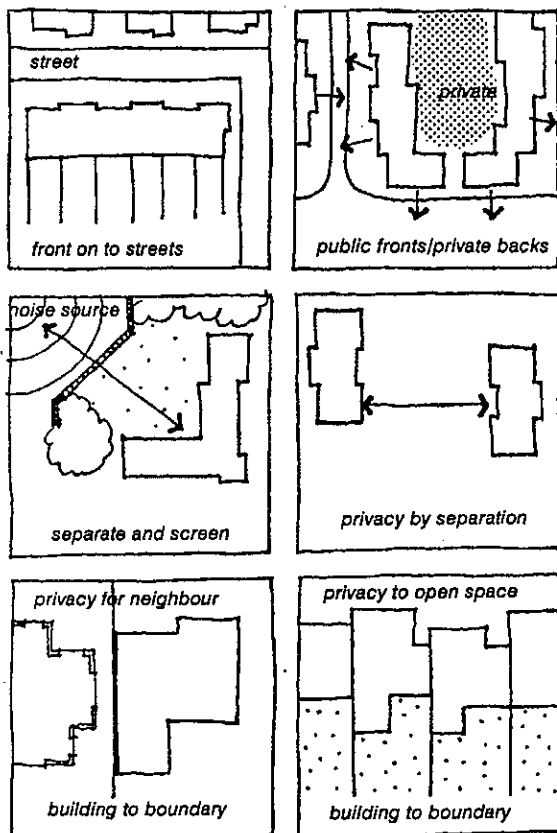 street
front on to streets
private
public fronts/private backs
noise source
separate and screen
privacy by separation
privacy for neighbour
building to boundary
privacy to open space
building to boundary